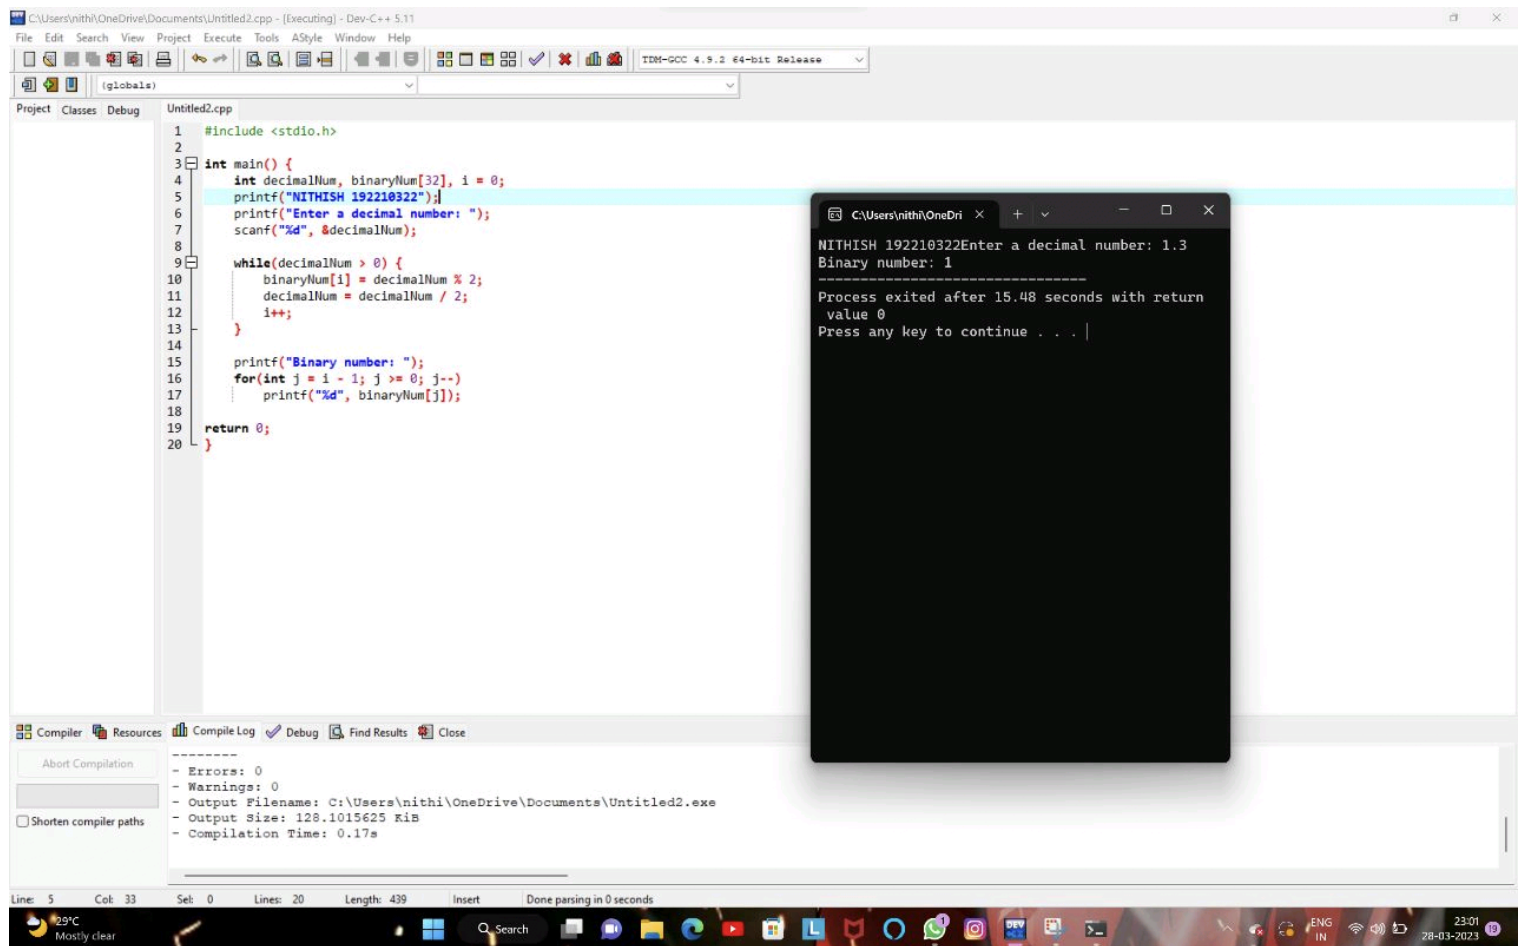 C:\Users\nithi\OneDrive\Documents\Untitled2.cpp - [Executing] - Dev-C++ 5.11
File Edit Search View Project Execute Tools AStyle Window Help
TDM-GCC 4.9.2 64-bit Release
(globals)
Project Classes Debug Untitled2.cpp
1 #include <stdio.h>
2
3 int main() {
4 int decimalNum, binaryNum[32], i = 0;
5 printf("NITHISH 192210322");
6 printf("Enter a decimal number: ");
7 scanf("%d", &decimalNum);
8
9 while(decimalNum > 0) {
10 binaryNum[i] = decimalNum % 2;
11 decimalNum = decimalNum / 2;
12 i++;
13 }
14
15 printf("Binary number: ");
16 for(int j = i - 1; j >= 0; j--)
17 printf("%d", binaryNum[j]);
18
19 return 0;
20 }
C:\Users\nithi\OneDri
NITHISH 192210322Enter a decimal number: 1.3
Binary number: 1
--------------------------------
Process exited after 15.48 seconds with return
value 0
Press any key to continue . . .
Compiler Resources Compile Log Debug Find Results Close
Abort Compilation
Shorten compiler paths
--------
- Errors: 0
- Warnings: 0
- Output Filename: C:\Users\nithi\OneDrive\Documents\Untitled2.exe
- Output Size: 128.1015625 KiB
- Compilation Time: 0.17s
Line: 5 Col: 33 Sel: 0 Lines: 20 Length: 439 Insert Done parsing in 0 seconds
29°C
Mostly clear
Search
L
1
DEV
ENG
IN
23:01
28-03-2023
19